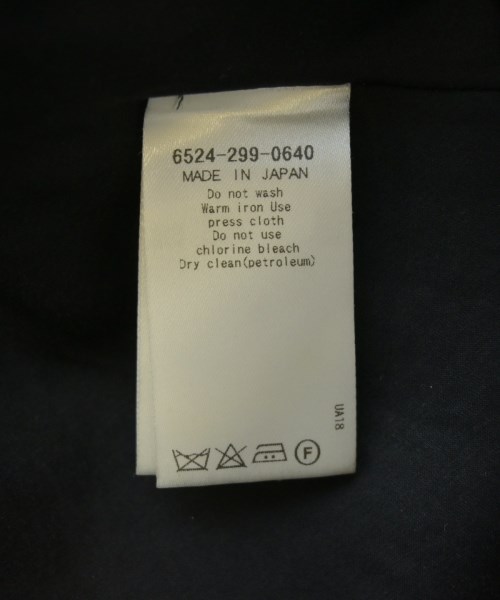 6524-299-0640
MADE IN JAPAN
Do not wash
Warm iron Use
press cloth
Do not use
chlorine bleach
Dry clean(petroleum)
UA18
F